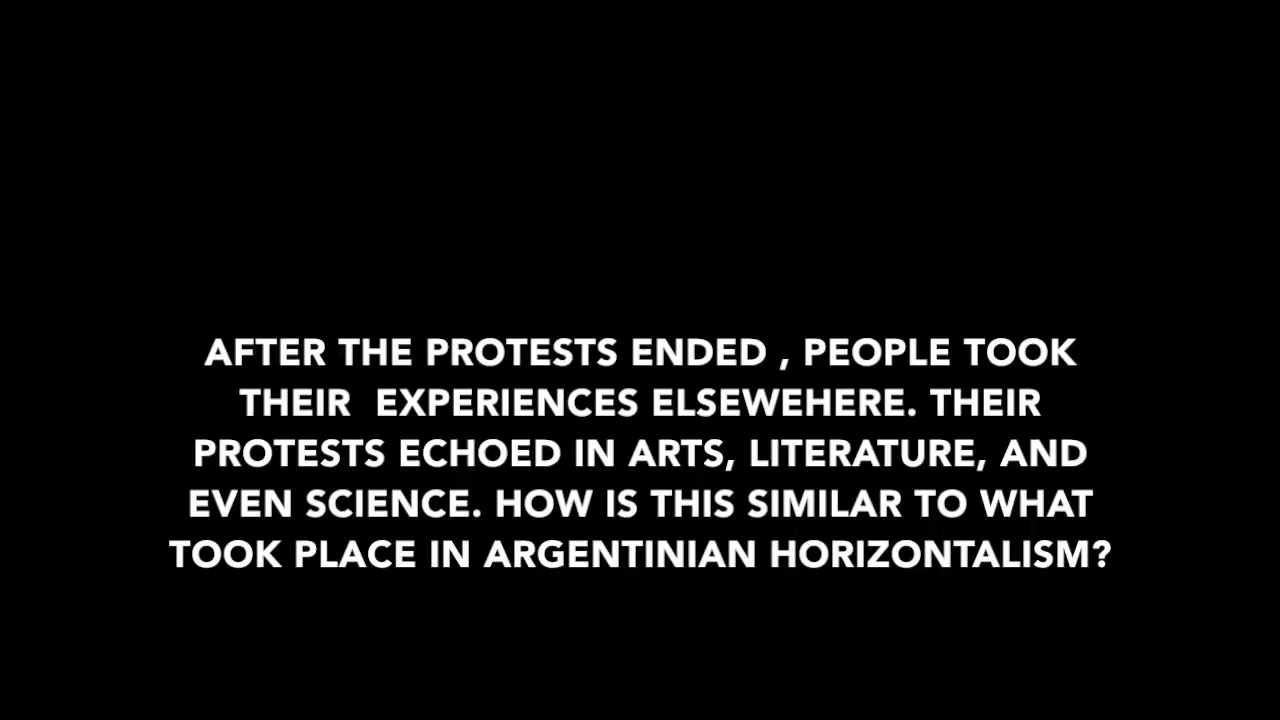 AFTER THE PROTESTS ENDED , PEOPLE TOOK
THEIR  EXPERIENCES ELSEWEHERE. THEIR
PROTESTS ECHOED IN ARTS, LITERATURE, AND
EVEN SCIENCE. HOW IS THIS SIMILAR TO WHAT
TOOK PLACE IN ARGENTINIAN HORIZONTALISM?